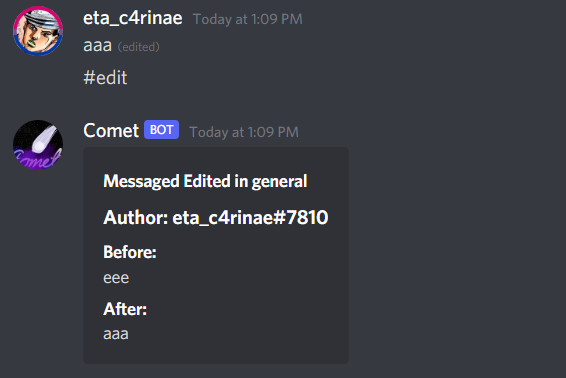 eta_c4rinae Today at 1:09 PM
aaa (edited)
#edit
Comet BOT Today at 1:09 PM
Comet
Messaged Edited in general
Author: eta_c4rinae#7810
Before:
eee
After:
aaa